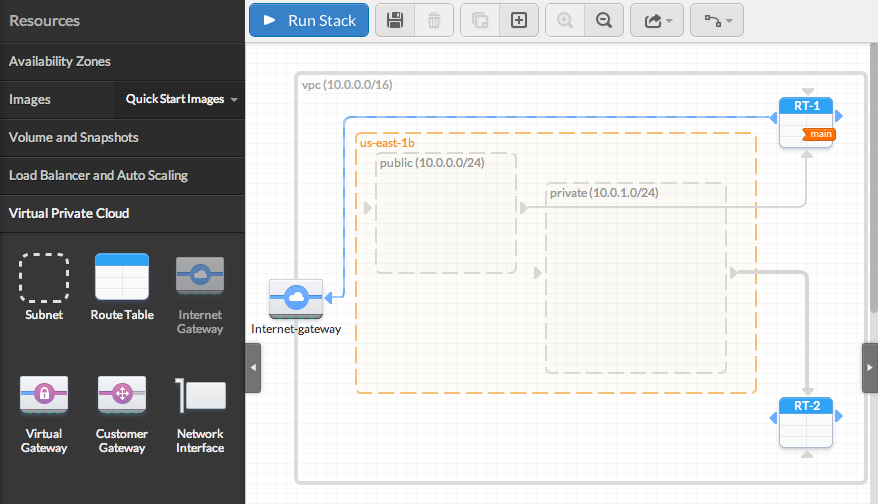 Resources
Run Stack
Availability Zones
Images
Quick Start Images
Volume and Snapshots
Load Balancer and Auto Scaling
Virtual Private Cloud
Subnet
Route Table
Internet
Gateway
Virtual
Gateway
Customer
Gateway
Network
Interface
vpc (10.0.0.0/16)
RT-1
main
us-east-1b
public (10.0.0.0/24)
private (10.0.1.0/24)
Internet-gateway
RT-2